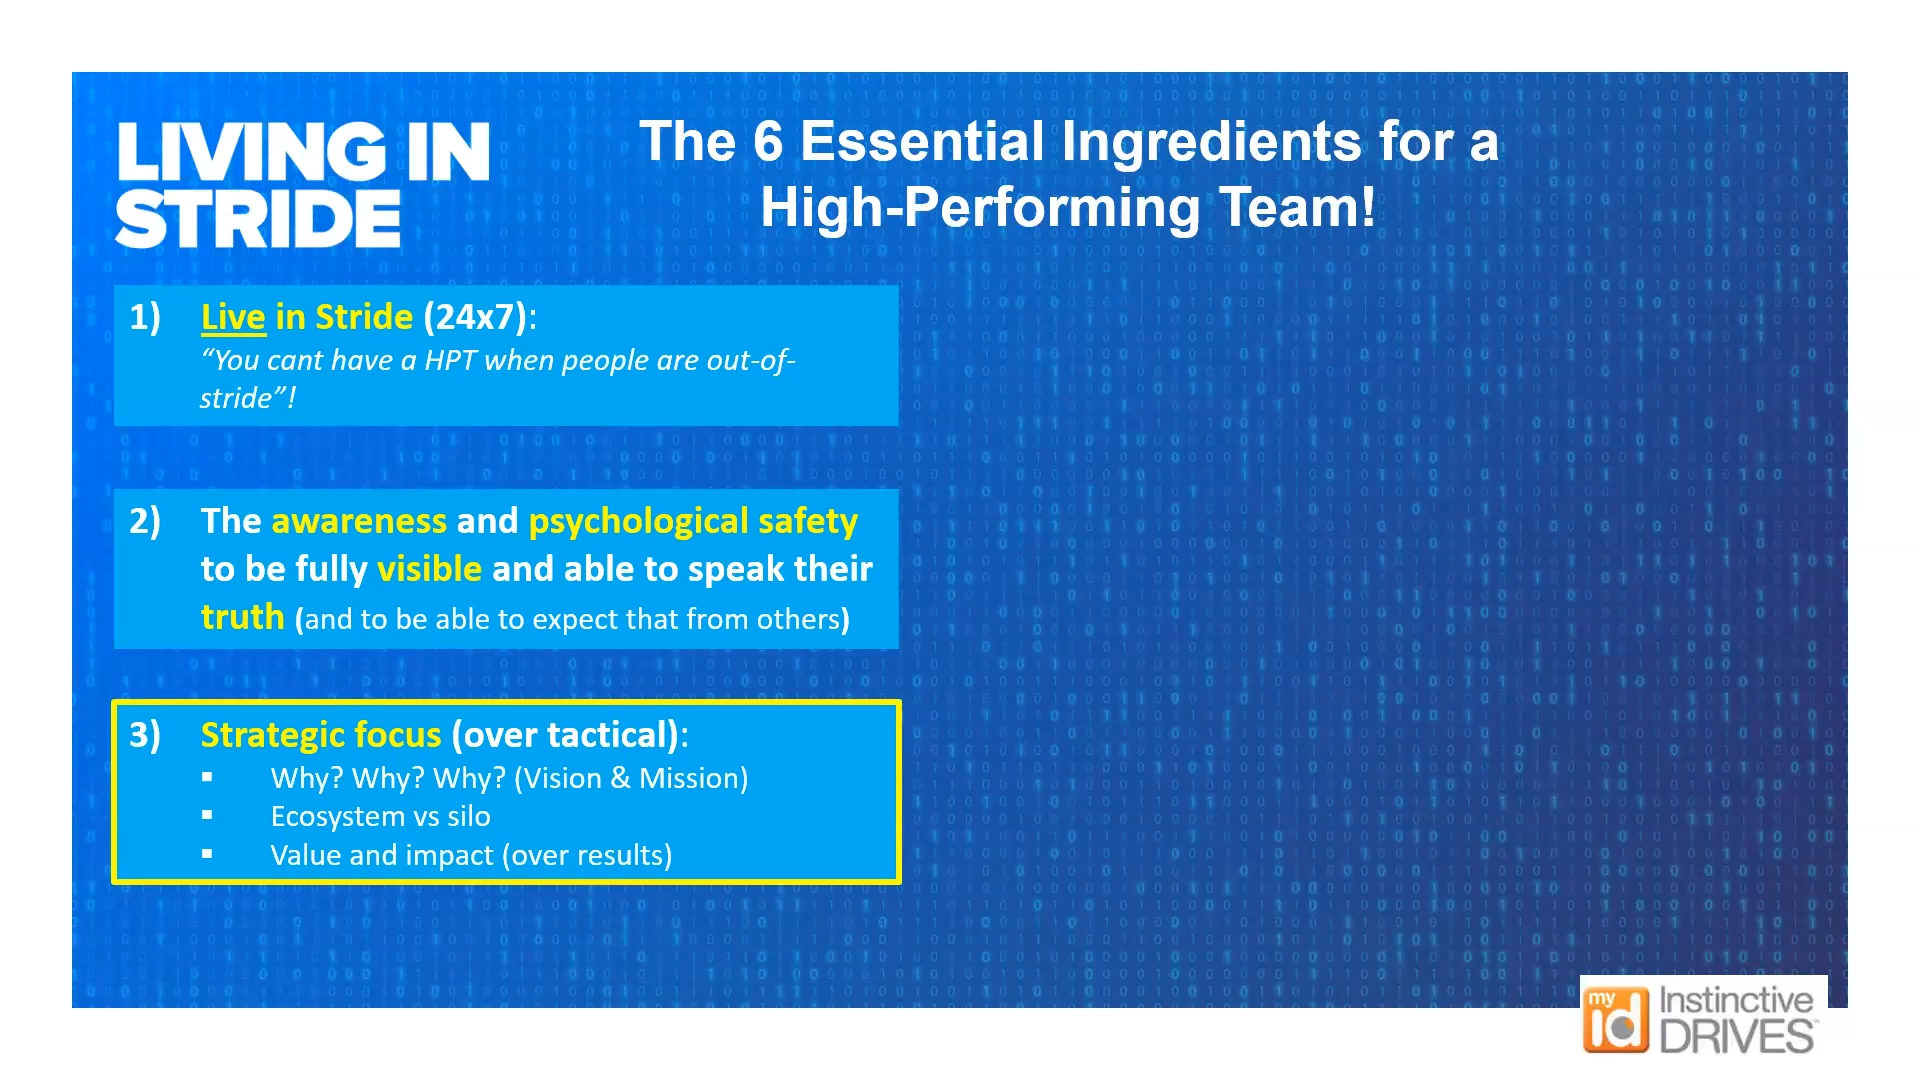 LIVING IN
STRIDE
The 6 Essential Ingredients for a
High-Performing Team!
1) Live in Stride (24x7):
“You cant have a HPT when people are out-of-
stride”!
2) The awareness and psychological safety
to be fully visible and able to speak their
truth (and to be able to expect that from others)
3) Strategic focus (over tactical):
▪ Why? Why? Why? (Vision & Mission)
▪ Ecosystem vs silo
▪ Value and impact (over results)
my
id
Instinctive
DRIVES™